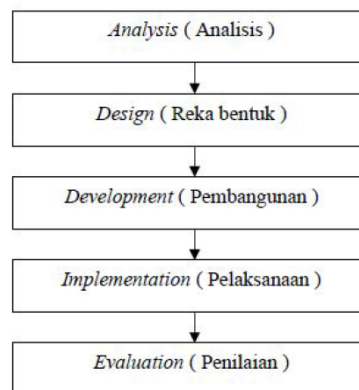 Analysis ( Analisis )
Design ( Reka bentuk )
Development ( Pembangunan )
Implementation ( Pelaksanaan )
Evaluation ( Penilaian )